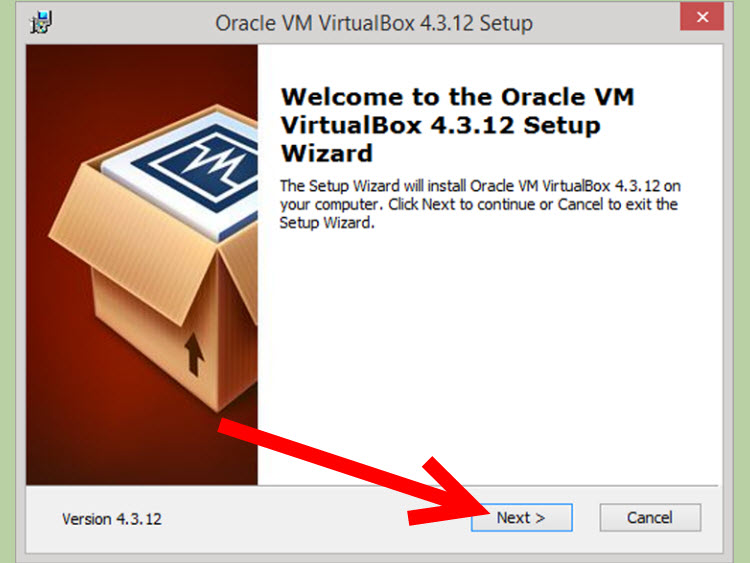 Oracle VM VirtualBox 4.3.12 Setup
Welcome to the Oracle VM
VirtualBox 4.3.12 Setup
Wizard
The Setup Wizard will install Oracle VM VirtualBox 4.3.12 on
your computer. Click Next to continue or Cancel to exit the
Setup Wizard.
Version 4.3.12
Next >
Cancel